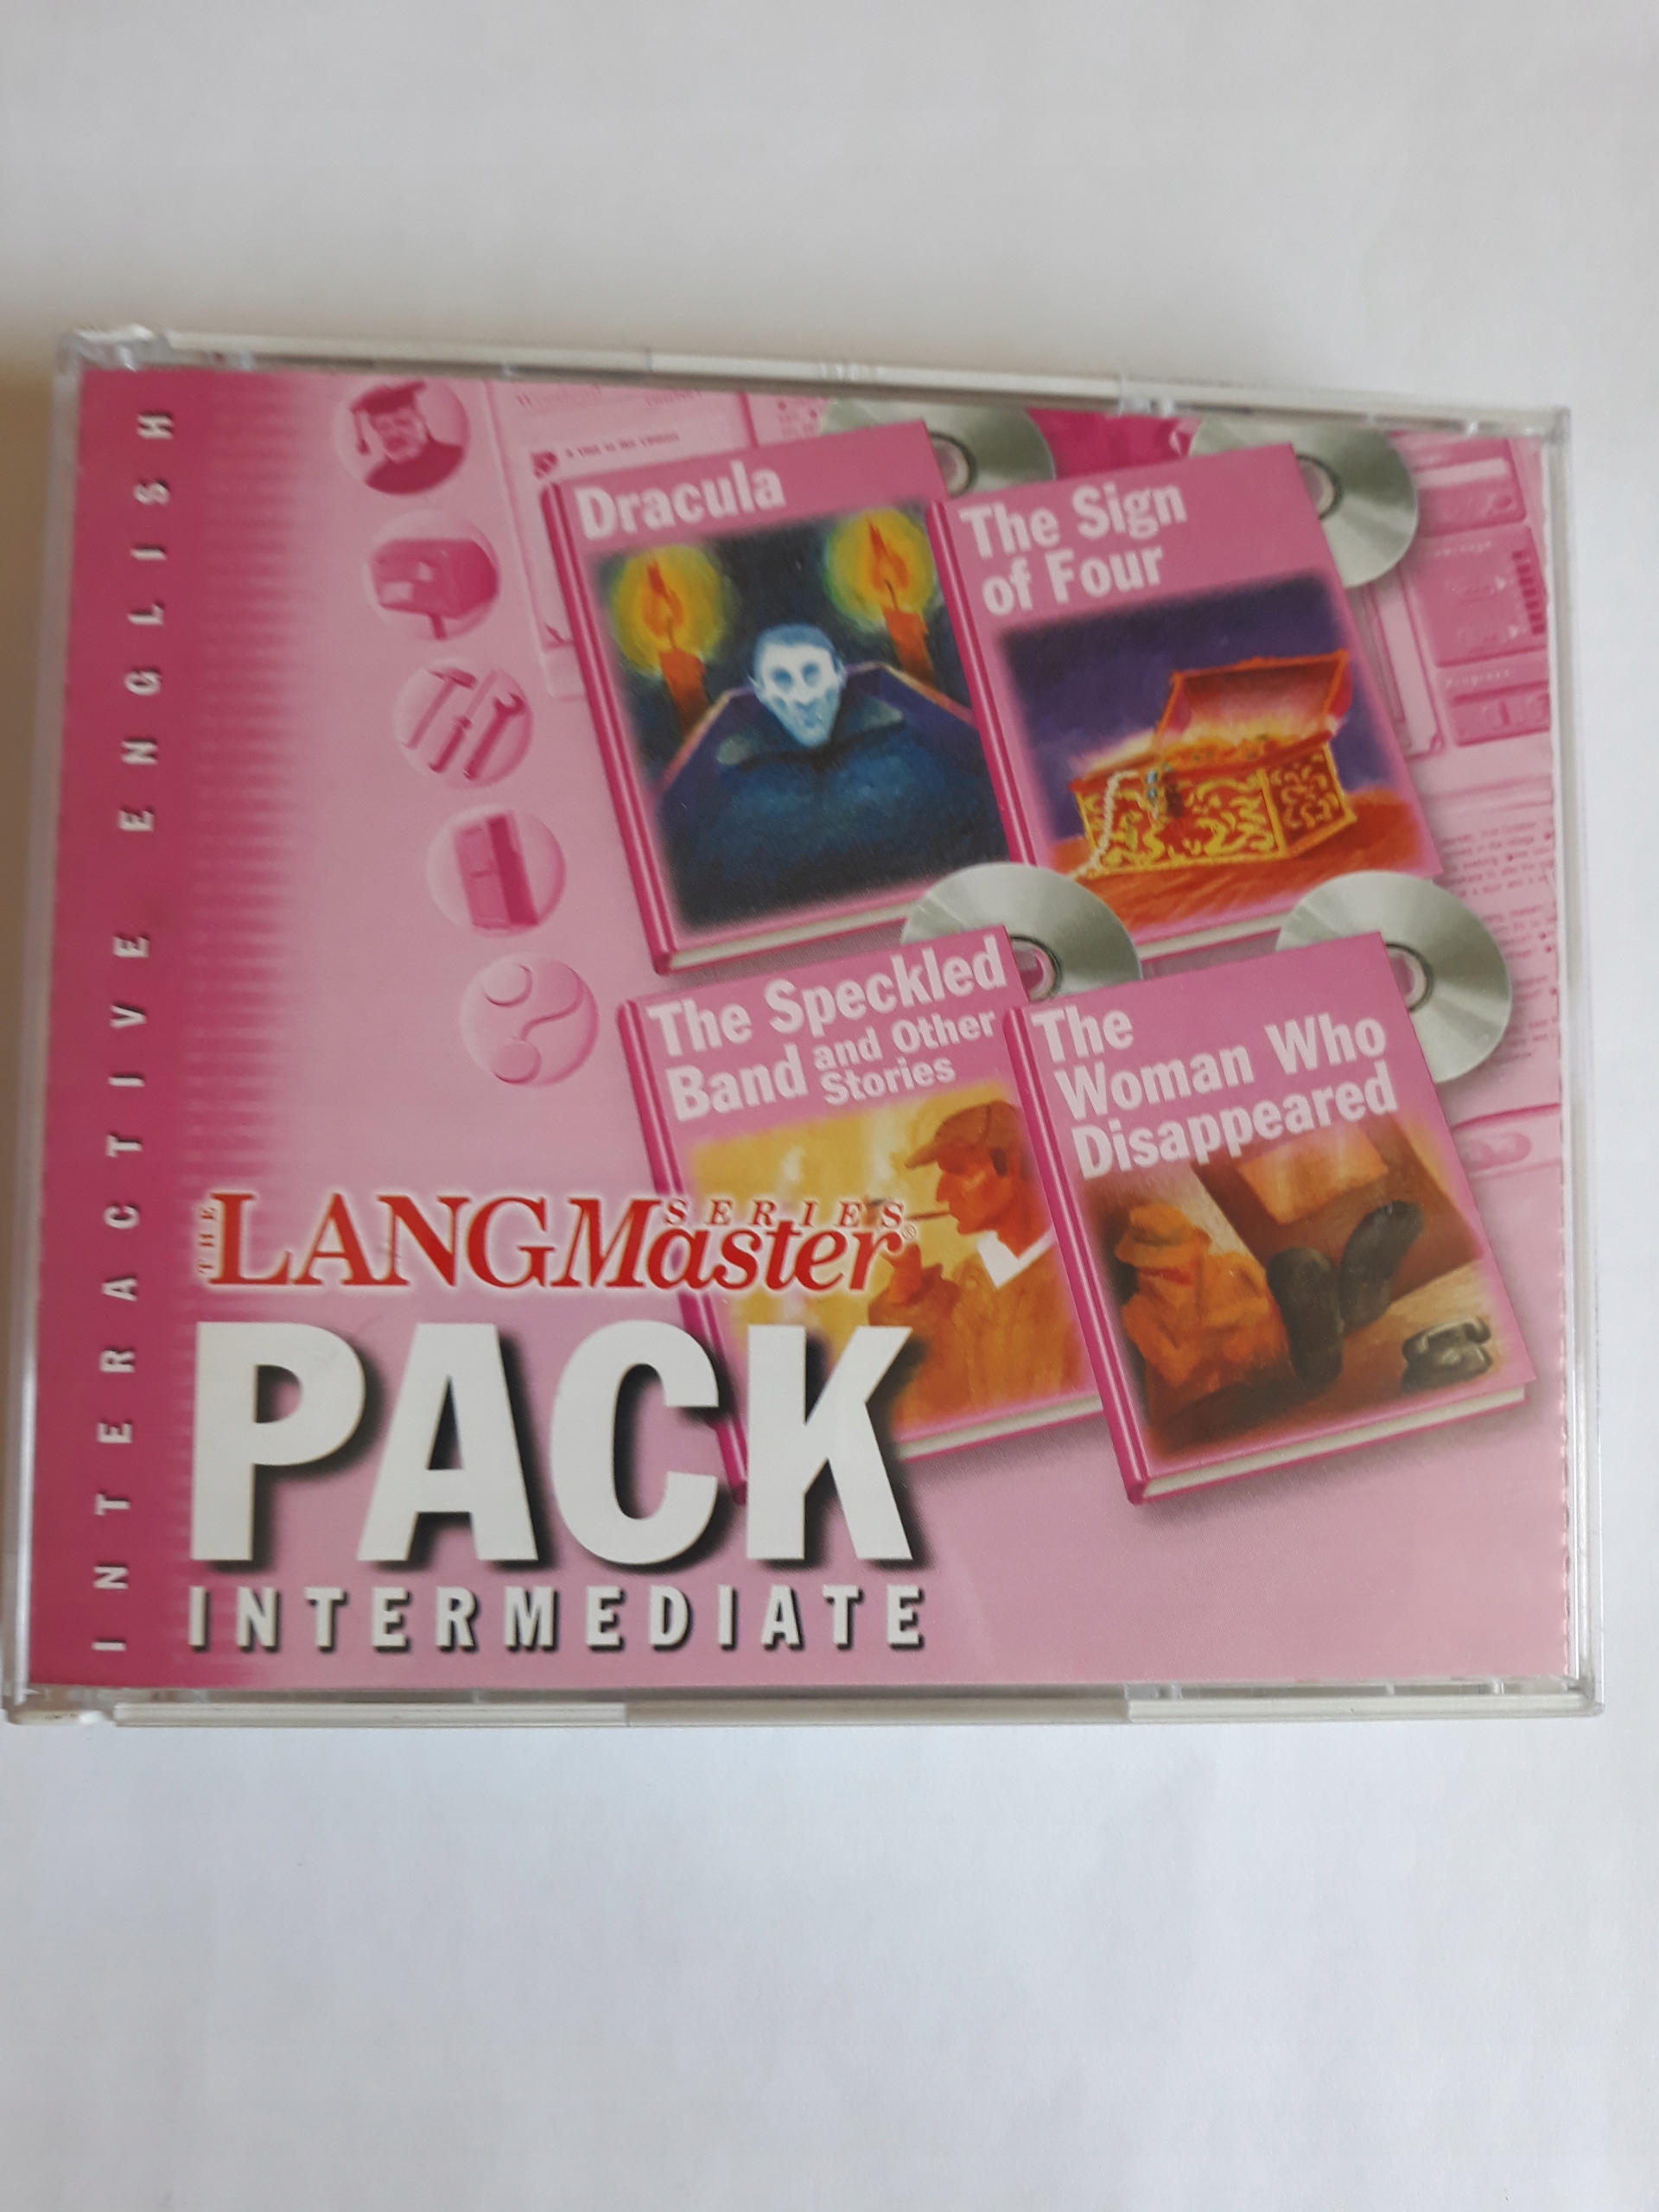 INTERACTIVE ENGLISH
Dracula
The Sign
of Four
The Speckled
Band and Other
Stories
The
Woman Who
Disappeared
THE LANGMaster SERIES®
PACK
INTERMEDIATE